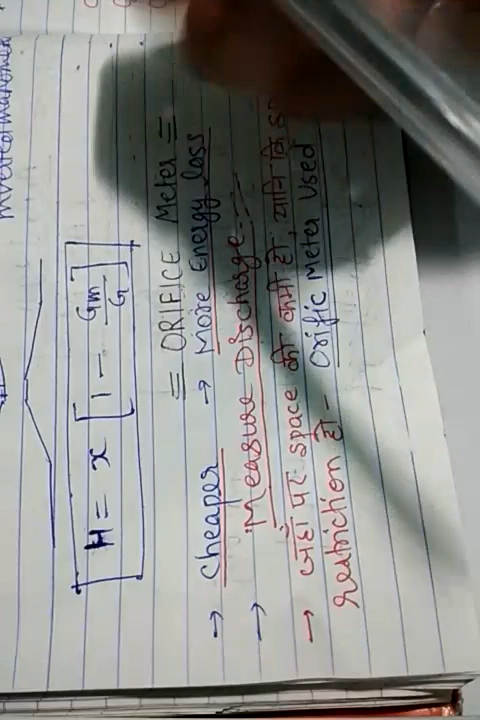 H = x [1 - Gm/G]
= ORIFICE Meter =
→ Cheaper → More Energy loss
→ Measure Discharge.
→ जहाँ पर space की कमी हो, यानि कि
restriction हो - Orific Meter Used